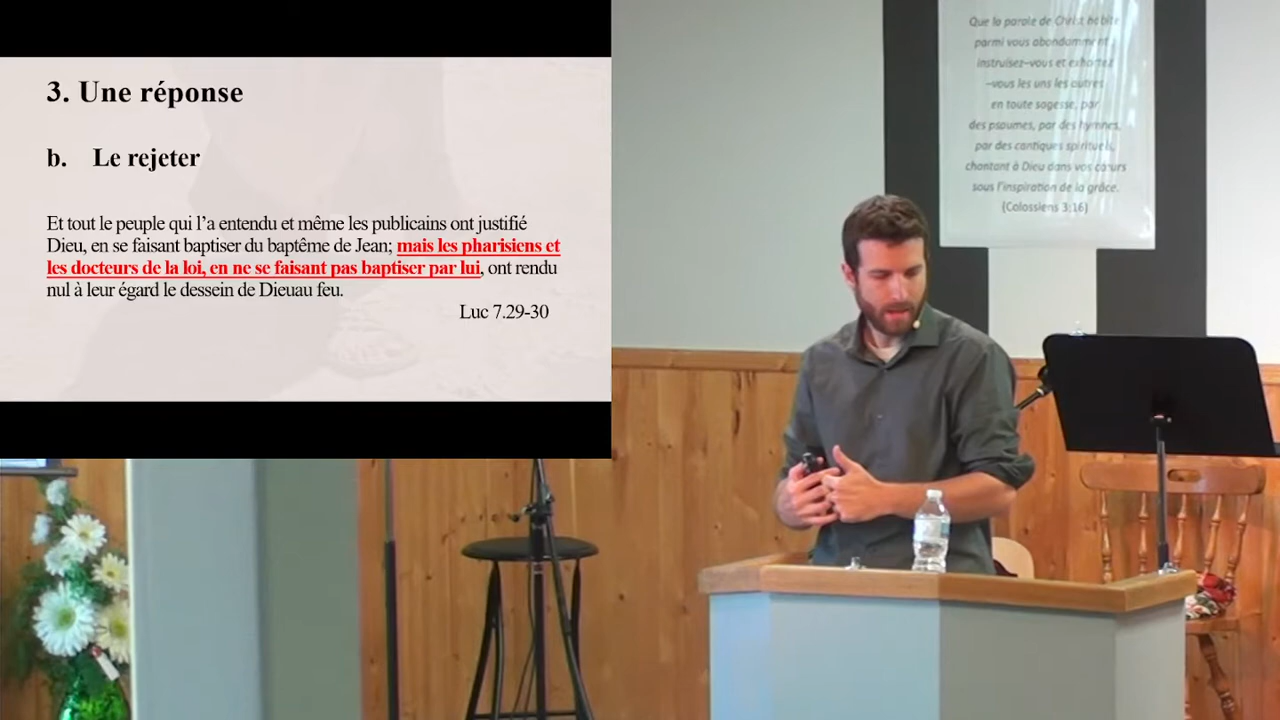 3. Une réponse
b. Le rejeter
Et tout le peuple qui l’a entendu et même les publicains ont justifié
Dieu, en se faisant baptiser du baptême de Jean; mais les pharisiens et
les docteurs de la loi, en ne se faisant pas baptiser par lui, ont rendu
nul à leur égard le dessein de Dieuau feu.
Luc 7.29-30
Que la parole de Christ habite
parmi vous abondamment;
instruisez-vous et exhortez
-vous les uns les autres
en toute sagesse, par
des psaumes, par des hymnes,
par des cantiques spirituels,
chantant à Dieu dans vos cœurs
sous l'inspiration de la grâce.
(Colossiens 3:16)